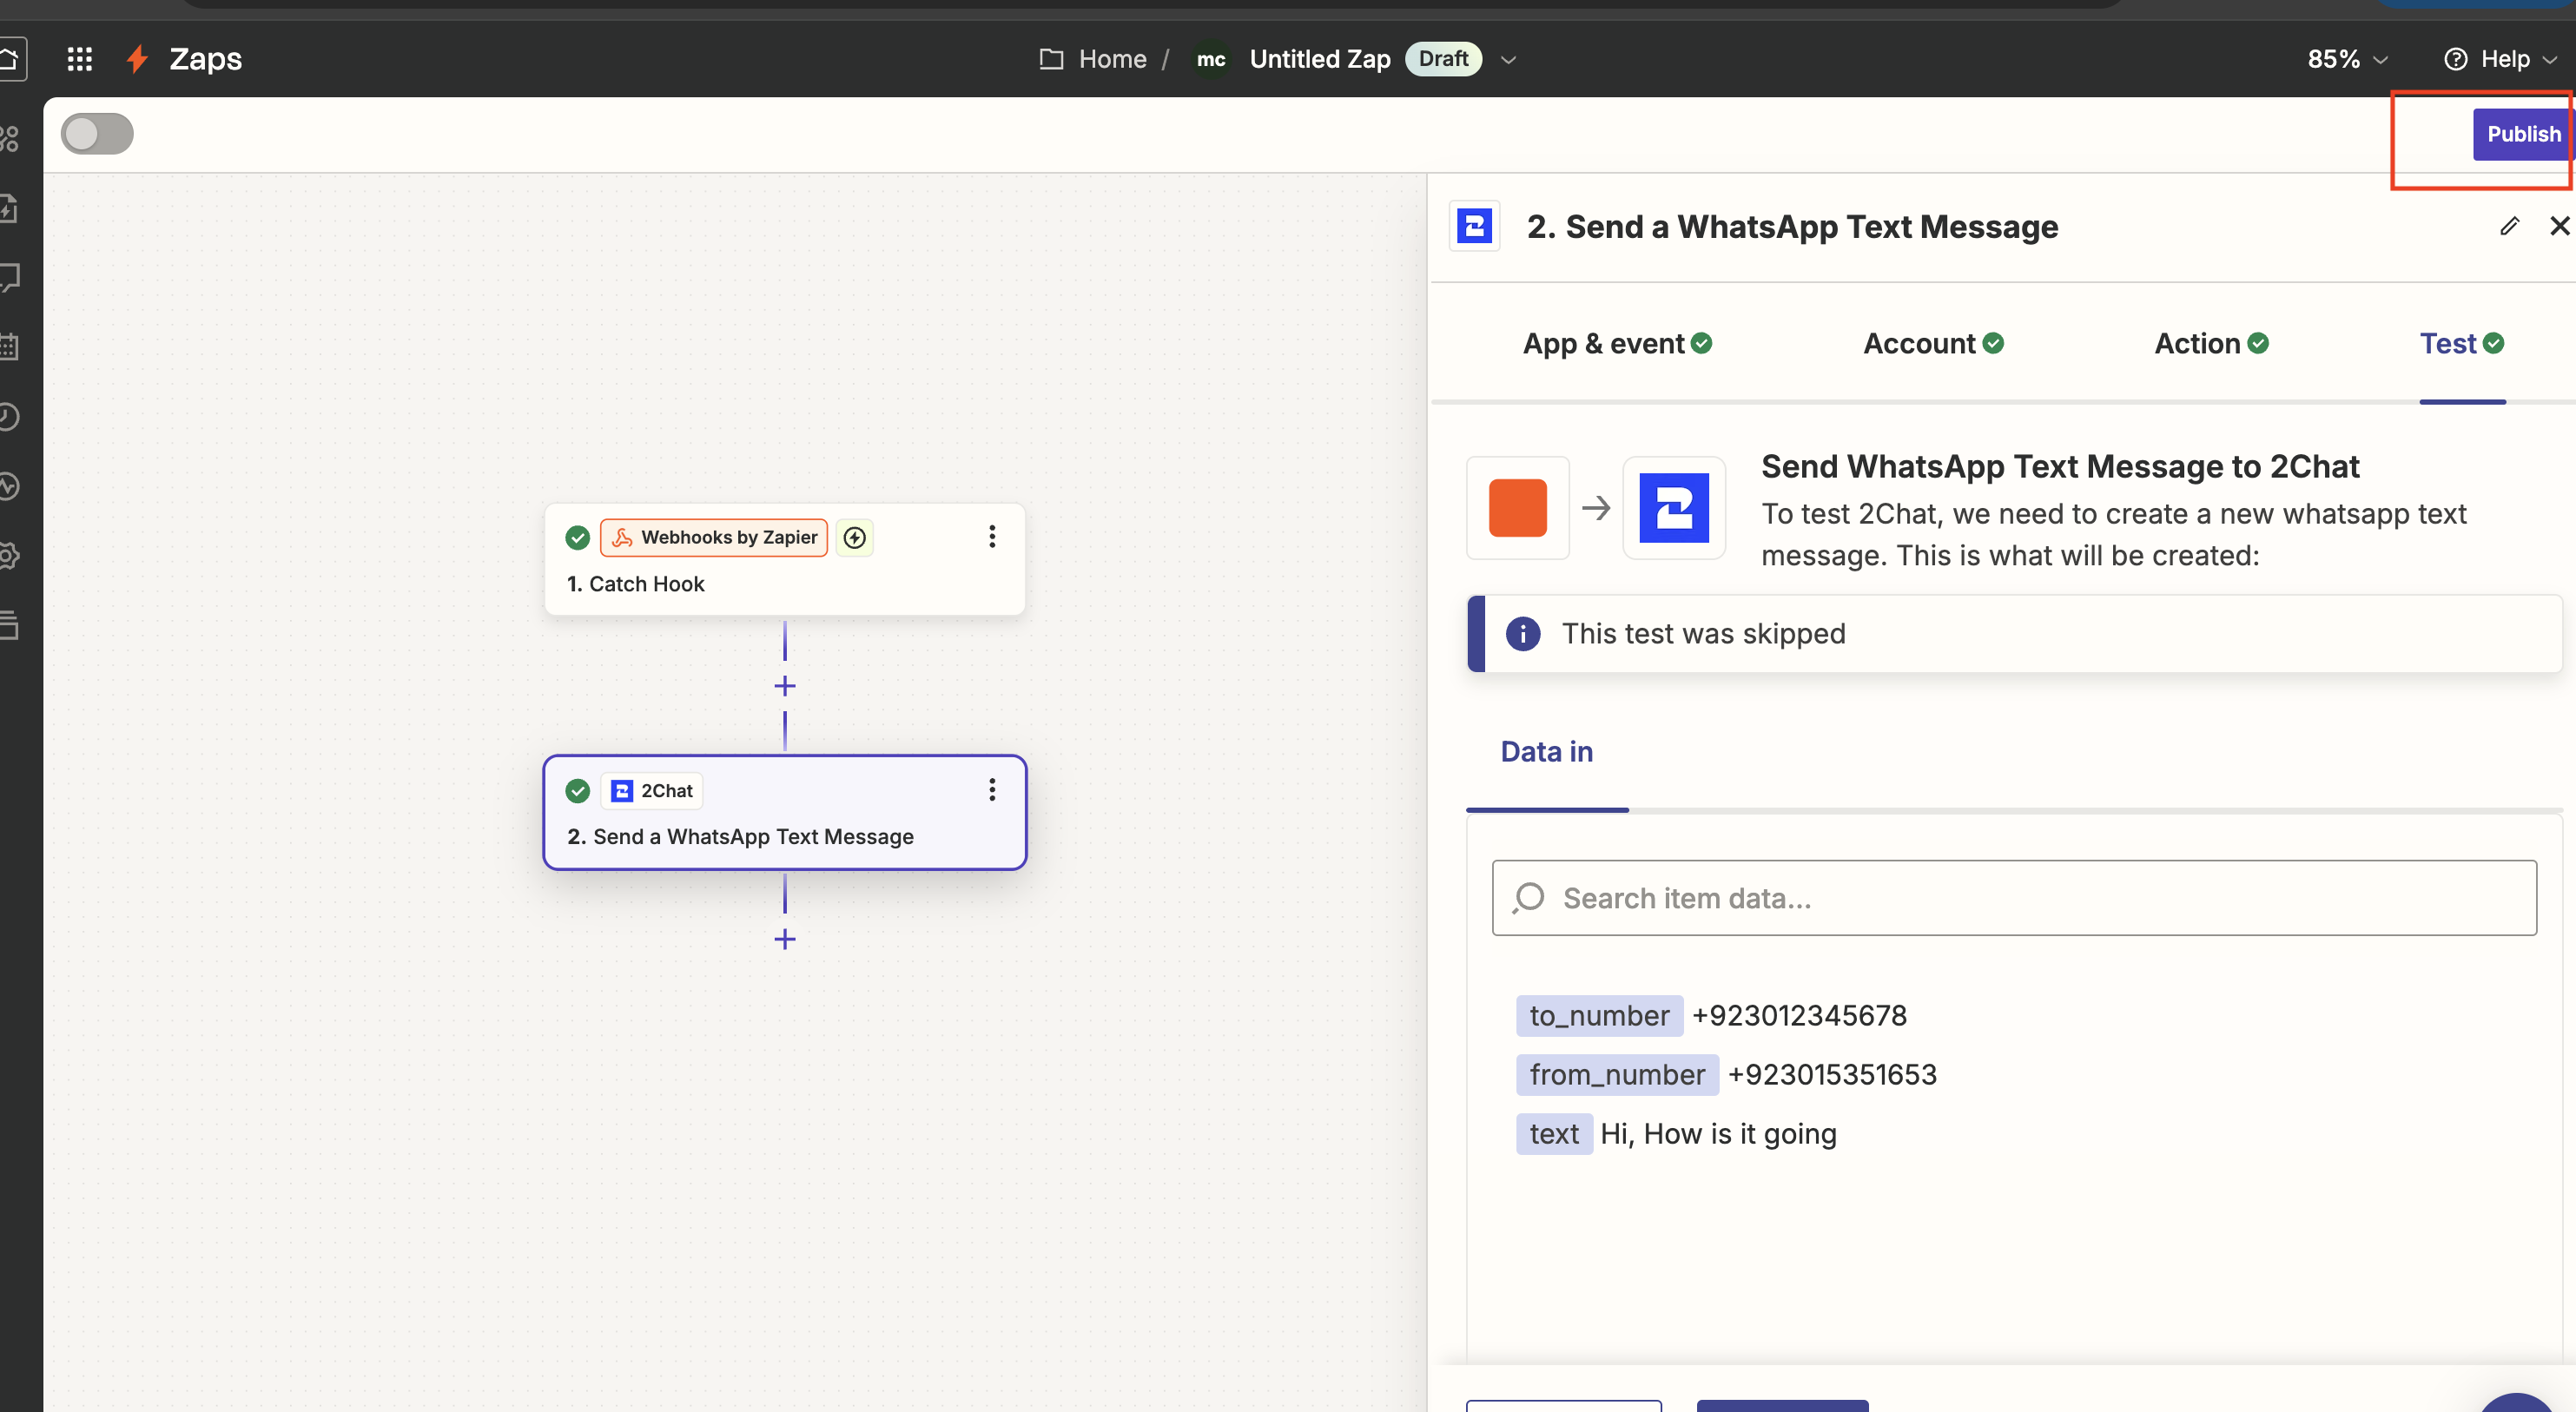 Zaps
Home / mc Untitled Zap Draft
85%
Help
Publish
2. Send a WhatsApp Text Message
App & event
Account
Action
Test
Send WhatsApp Text Message to 2Chat
To test 2Chat, we need to create a new whatsapp text
message. This is what will be created:
Webhooks by Zapier
1. Catch Hook
This test was skipped
Data in
2Chat
2. Send a WhatsApp Text Message
Search item data...
to_number +923012345678
from_number +923015351653
text Hi, How is it going